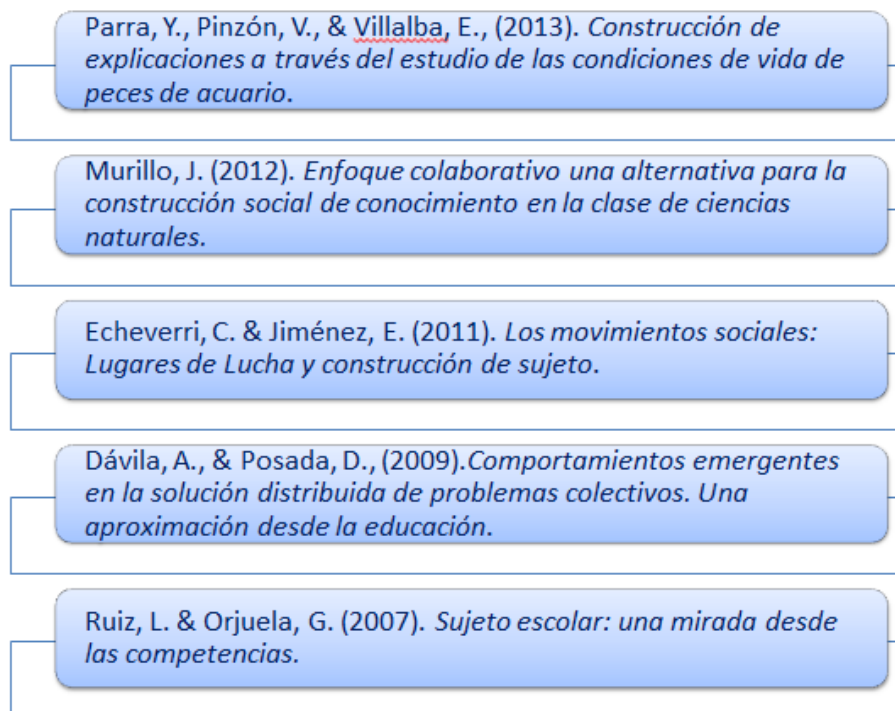 Parra, Y., Pinzón, V., & Villalba, E., (2013). Construcción de
explicaciones a través del estudio de las condiciones de vida de
peces de acuario.
Murillo, J. (2012). Enfoque colaborativo una alternativa para la
construcción social de conocimiento en la clase de ciencias
naturales.
Echeverri, C. & Jiménez, E. (2011). Los movimientos sociales:
Lugares de Lucha y construcción de sujeto.
Dávila, A., & Posada, D., (2009).Comportamientos emergentes
en la solución distribuida de problemas colectivos. Una
aproximación desde la educación.
Ruiz, L. & Orjuela, G. (2007). Sujeto escolar: una mirada desde
las competencias.